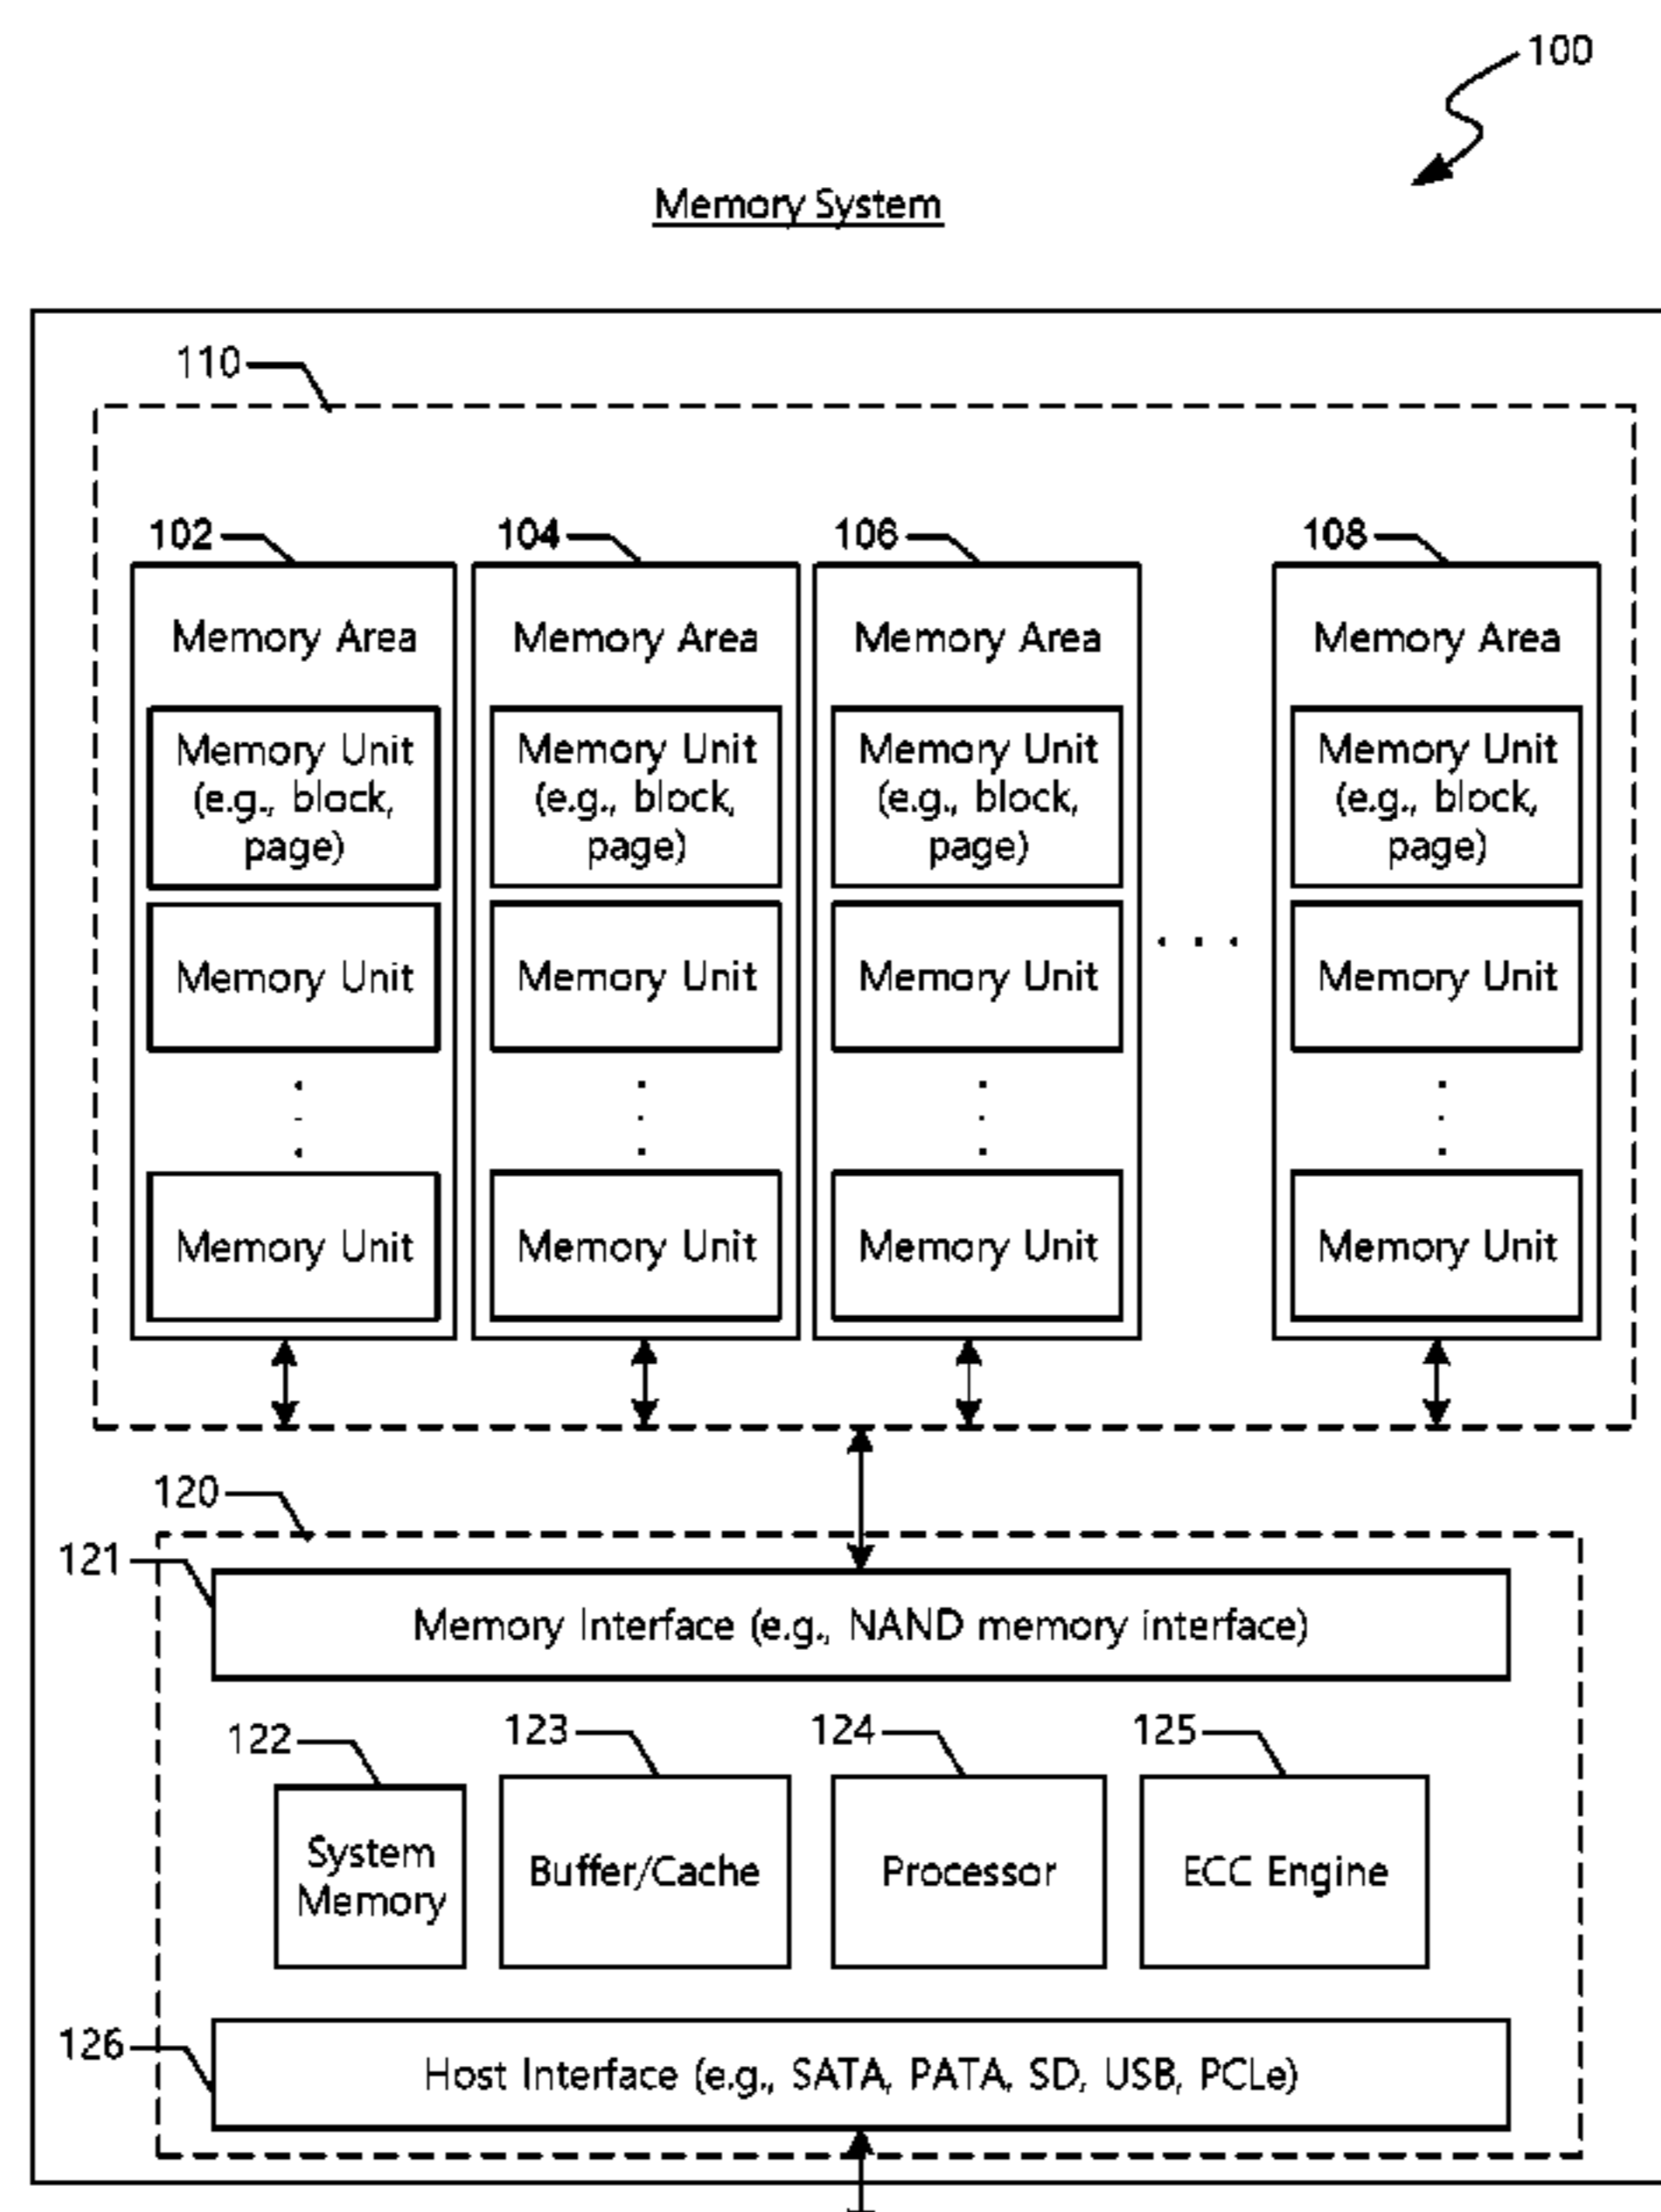 100
Memory System
110
102
104
106
108
Memory Area
Memory Area
Memory Area
Memory Area
Memory Unit
(e.g., block,
page)
Memory Unit
(e.g., block,
page)
Memory Unit
(e.g., block,
page)
Memory Unit
(e.g., block,
page)
Memory Unit
Memory Unit
Memory Unit
. . .
Memory Unit
Memory Unit
Memory Unit
Memory Unit
Memory Unit
120
121
Memory Interface (e.g., NAND memory interface)
122
123
124
125
System
Memory
Buffer/Cache
Processor
ECC Engine
126
Host Interface (e.g., SATA, PATA, SD, USB, PCLe)